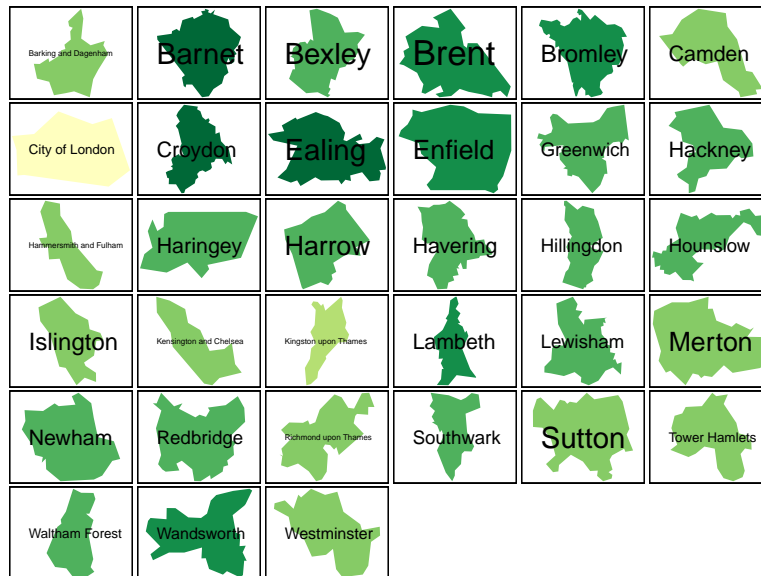 Barking and Dagenham
Barnet
Bexley
Brent
Bromley
Camden
City of London
Croydon
Ealing
Enfield
Greenwich
Hackney
Hammersmith and Fulham
Haringey
Harrow
Havering
Hillingdon
Hounslow
Islington
Kensington and Chelsea
Kingston upon Thames
Lambeth
Lewisham
Merton
Newham
Redbridge
Richmond upon Thames
Southwark
Sutton
Tower Hamlets
Waltham Forest
Wandsworth
Westminster